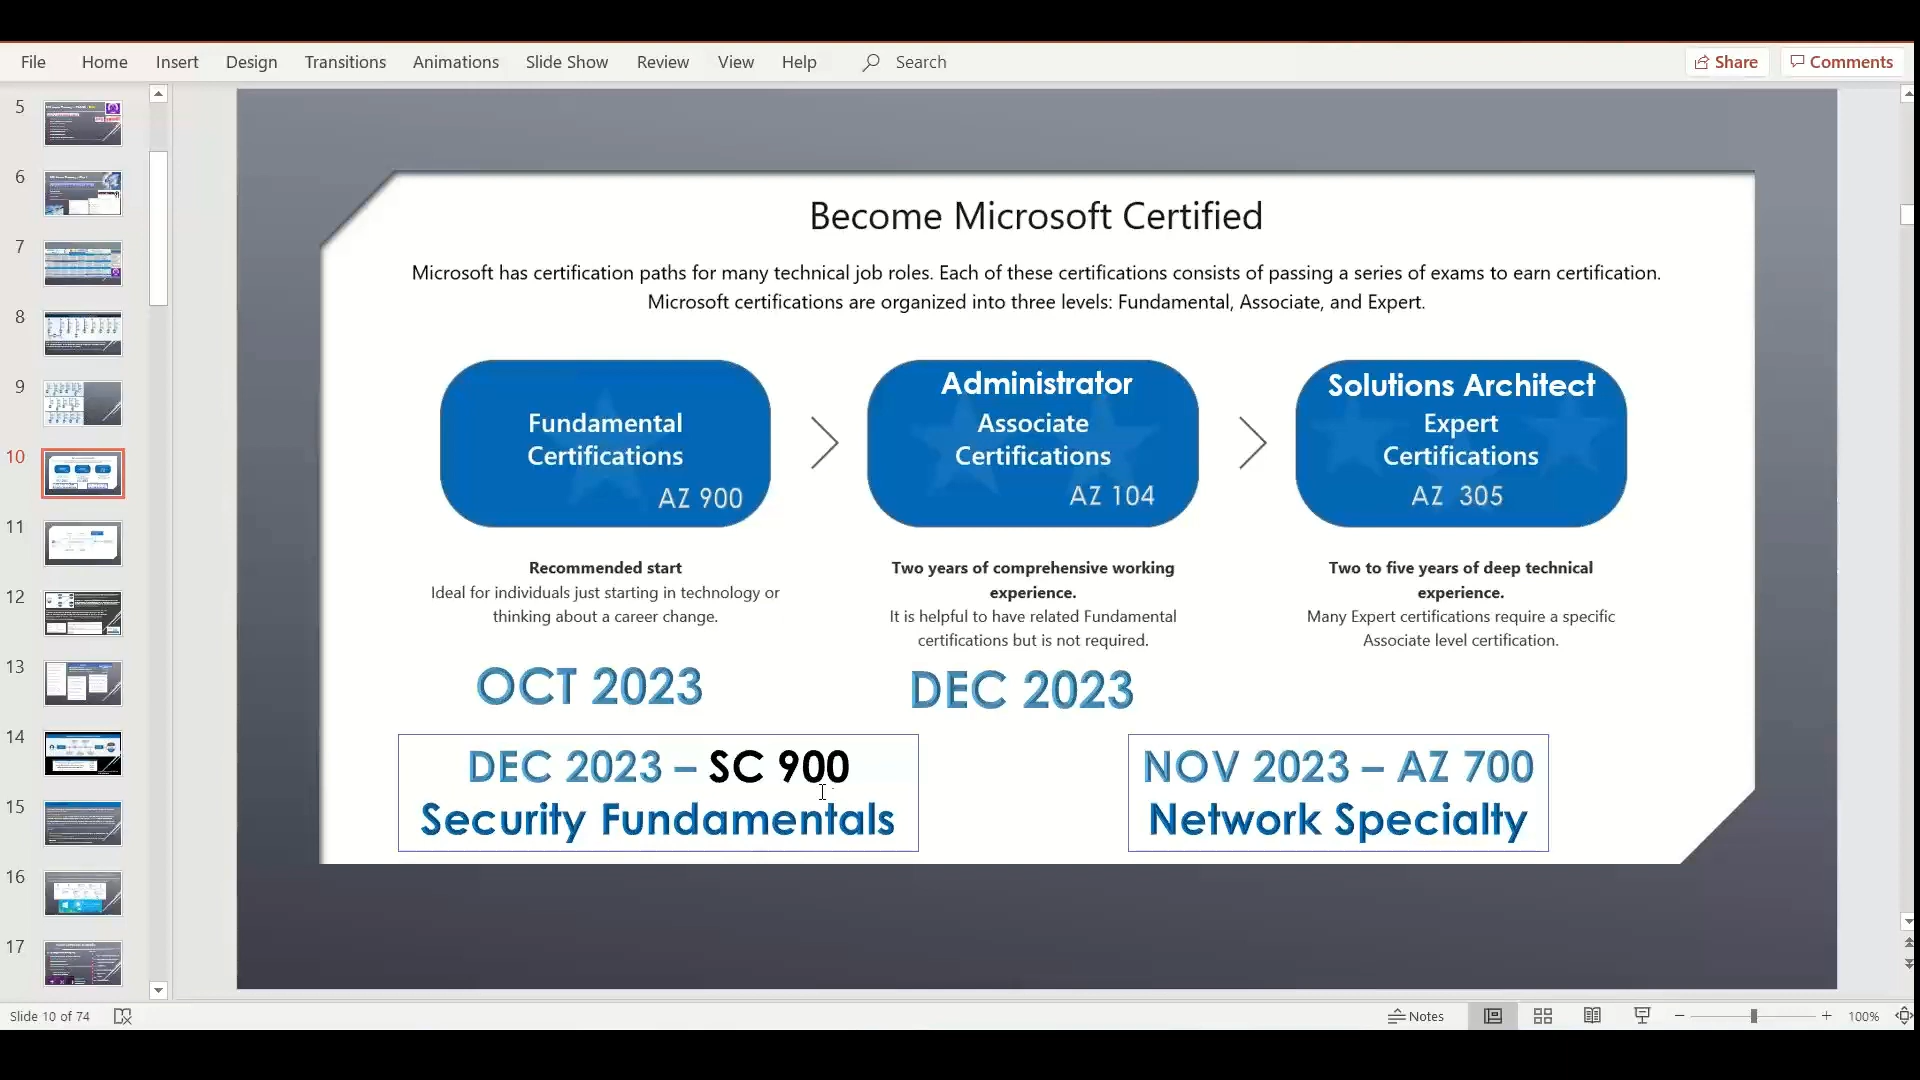 File Home Insert Design Transitions Animations Slide Show Review View Help Search Share Comments
5
6
7
8
9
10
11
12
13
14
15
16
17
Become Microsoft Certified
Microsoft has certification paths for many technical job roles. Each of these certifications consists of passing a series of exams to earn certification.
Microsoft certifications are organized into three levels: Fundamental, Associate, and Expert.
Fundamental
Certifications
AZ 900
Administrator
Associate
Certifications
AZ 104
Solutions Architect
Expert
Certifications
AZ 305
Recommended start
Ideal for individuals just starting in technology or
thinking about a career change.
Two years of comprehensive working
experience.
It is helpful to have related Fundamental
certifications but is not required.
Two to five years of deep technical
experience.
Many Expert certifications require a specific
Associate level certification.
OCT 2023
DEC 2023
DEC 2023 – SC 900
Security Fundamentals
NOV 2023 – AZ 700
Network Specialty
Slide 10 of 74 Notes 100%